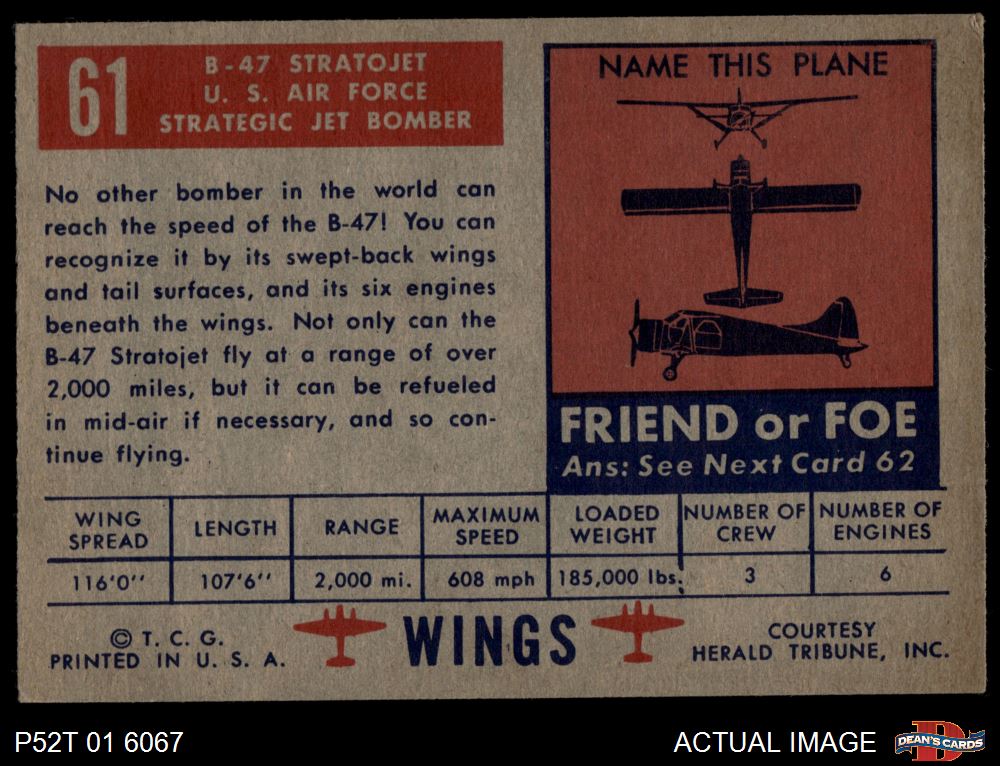 61
B-47 STRATOJET
U. S. AIR FORCE
STRATEGIC JET BOMBER
No other bomber in the world can
reach the speed of the B-47! You can
recognize it by its swept-back wings
and tail surfaces, and its six engines
beneath the wings. Not only can the
B-47 Stratojet fly at a range of over
2,000 miles, but it can be refueled
in mid-air if necessary, and so con-
tinue flying.
NAME THIS PLANE
FRIEND or FOE
Ans: See Next Card 62
WING SPREAD LENGTH RANGE MAXIMUM SPEED LOADED WEIGHT NUMBER OF CREW NUMBER OF ENGINES
116'0'' 107'6'' 2,000 mi. 608 mph 185,000 lbs. 3 6
© T. C. G.
PRINTED IN U. S. A.
WINGS
COURTESY
HERALD TRIBUNE, INC.
P52T 01 6067
ACTUAL IMAGE
DEAN'S CARDS